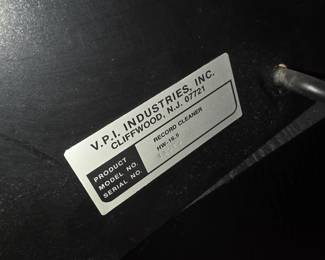 V.P.I. INDUSTRIES, INC.
CLIFFWOOD, N.J. 07721
PRODUCT RECORD CLEANER
MODEL NO. HW-16.5
SERIAL NO.